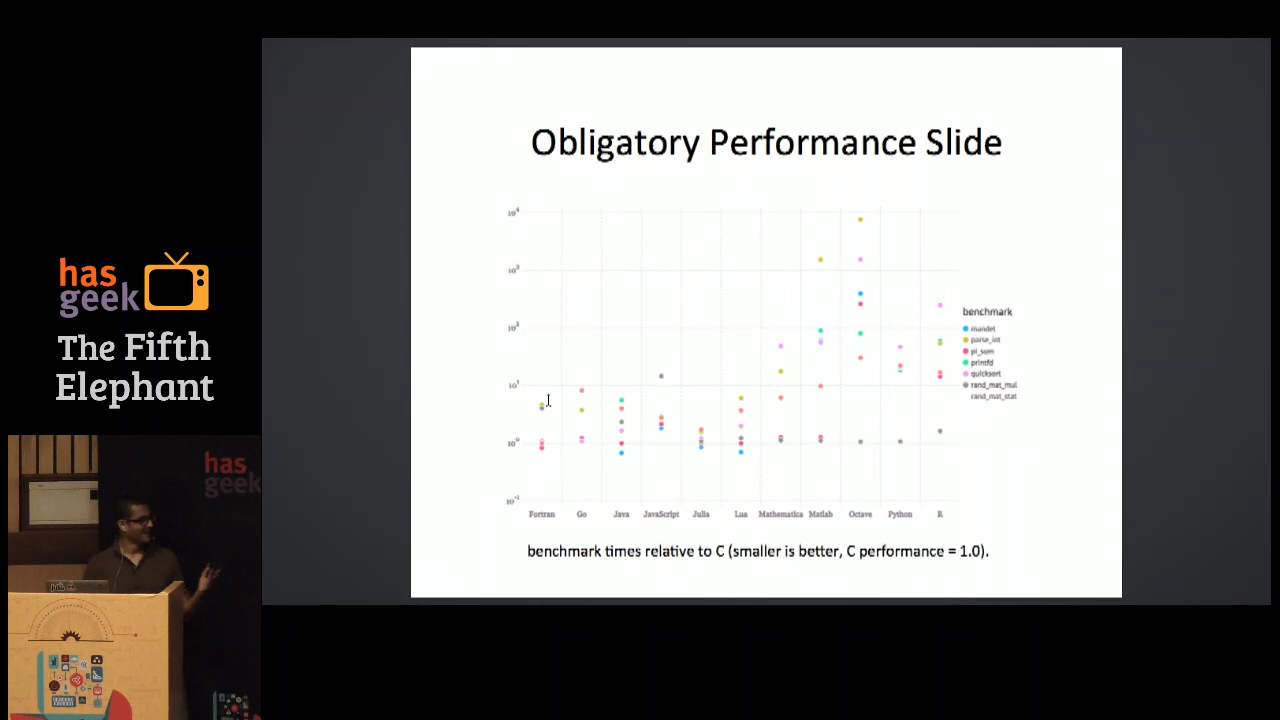 Obligatory Performance Slide
10⁴
10³
10²
10¹
10⁰
10⁻¹
Fortran Go Java JavaScript Julia Lua Mathematica Matlab Octave Python R
benchmark
mandel
parse_int
pi_sum
printfd
quicksort
rand_mat_mul
rand_mat_stat
benchmark times relative to C (smaller is better, C performance = 1.0).
has
geek
The Fifth
Elephant
has
geek